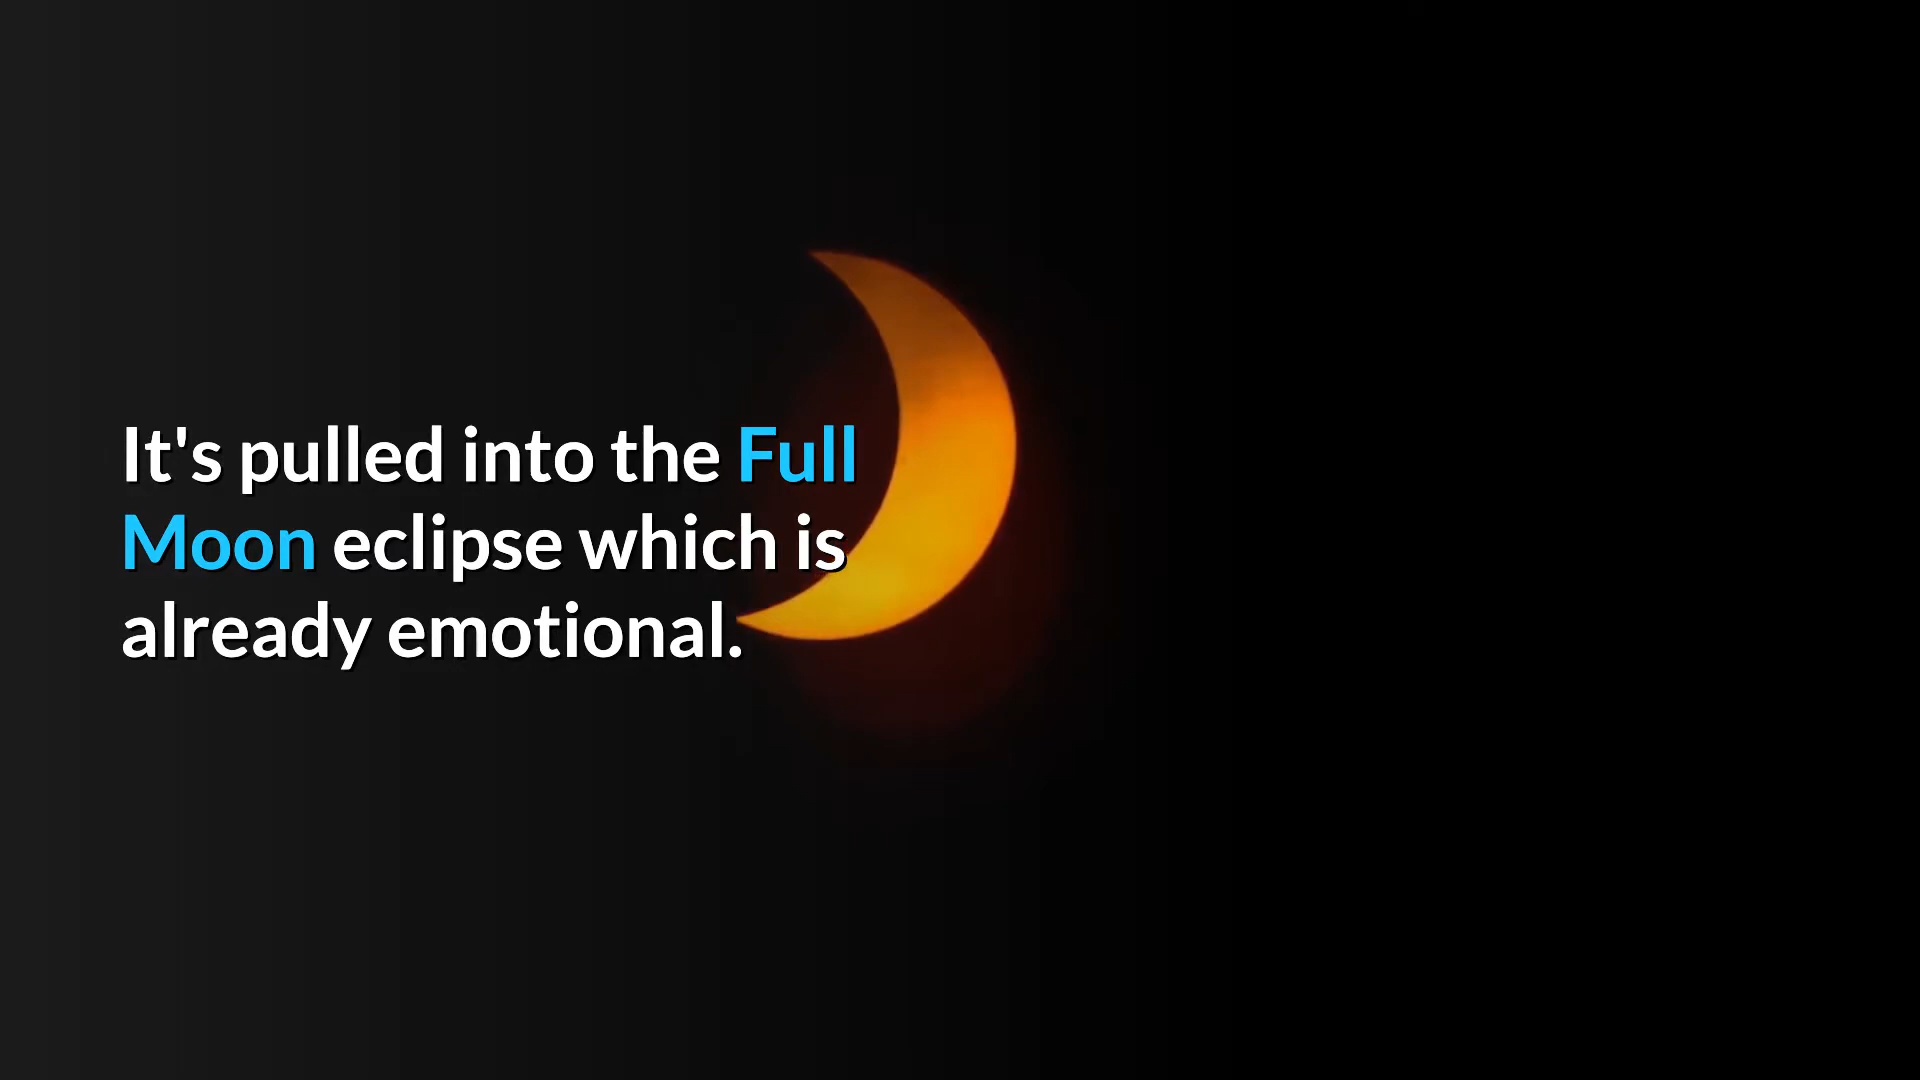 It's pulled into the Full
Moon eclipse which is
already emotional.